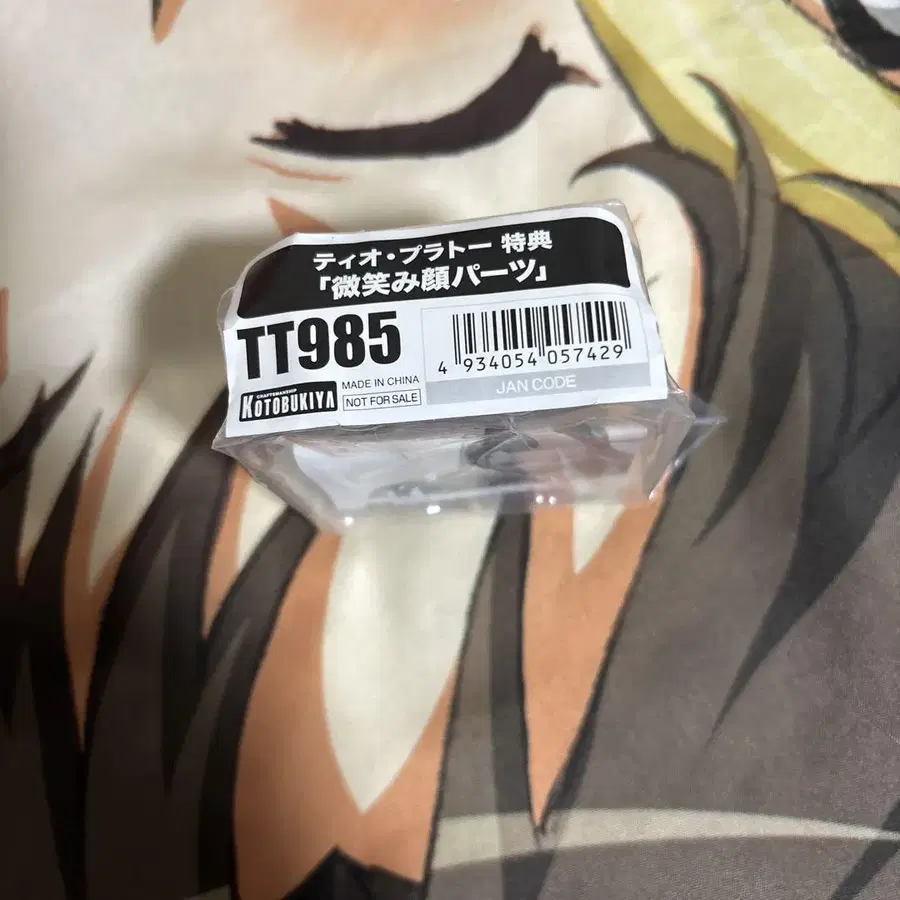 ティオ・プラトー 特典
「微笑み顔パーツ」
TT985
4 934054 057429
JAN CODE
CRAFTSMANSHIP
KOTOBUKIYA
MADE IN CHINA
NOT FOR SALE